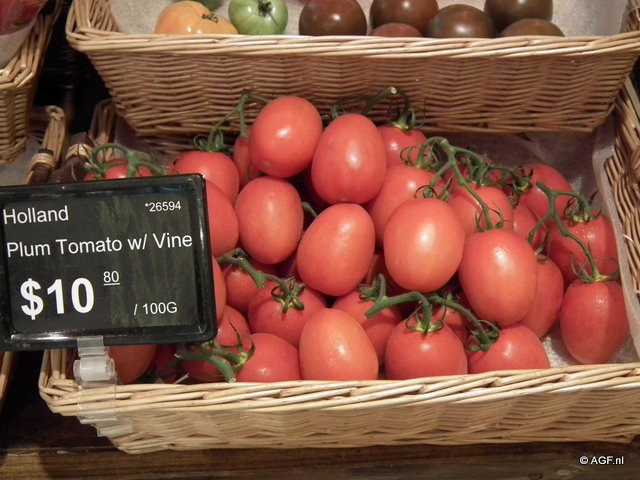 Holland *26594
Plum Tomato w/ Vine
$10 80 / 100G
© AGF.nl